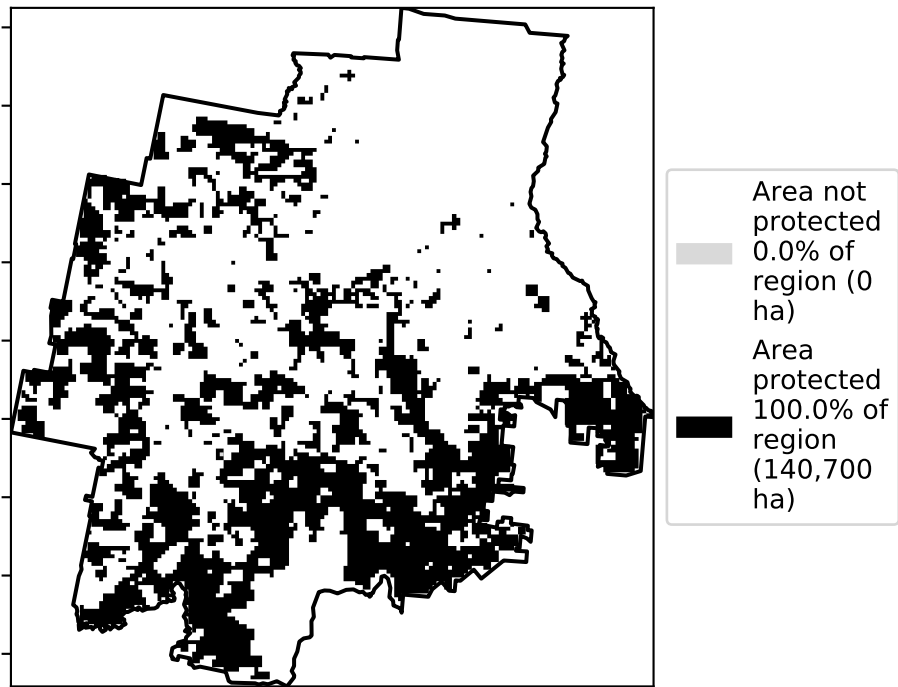 Area not
protected
0.0% of
region (0
ha)
Area
protected
100.0% of
region
(140,700
ha)